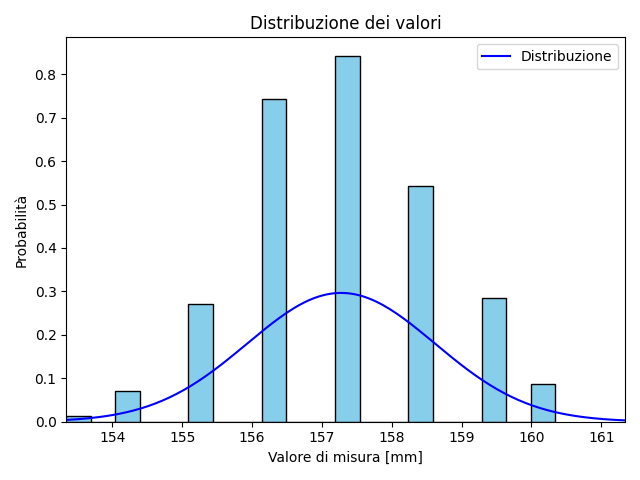 Distribuzione dei valori
Distribuzione
Probabilità
0.8
0.7
0.6
0.5
0.4
0.3
0.2
0.1
0.0
154 155 156 157 158 159 160 161
Valore di misura [mm]